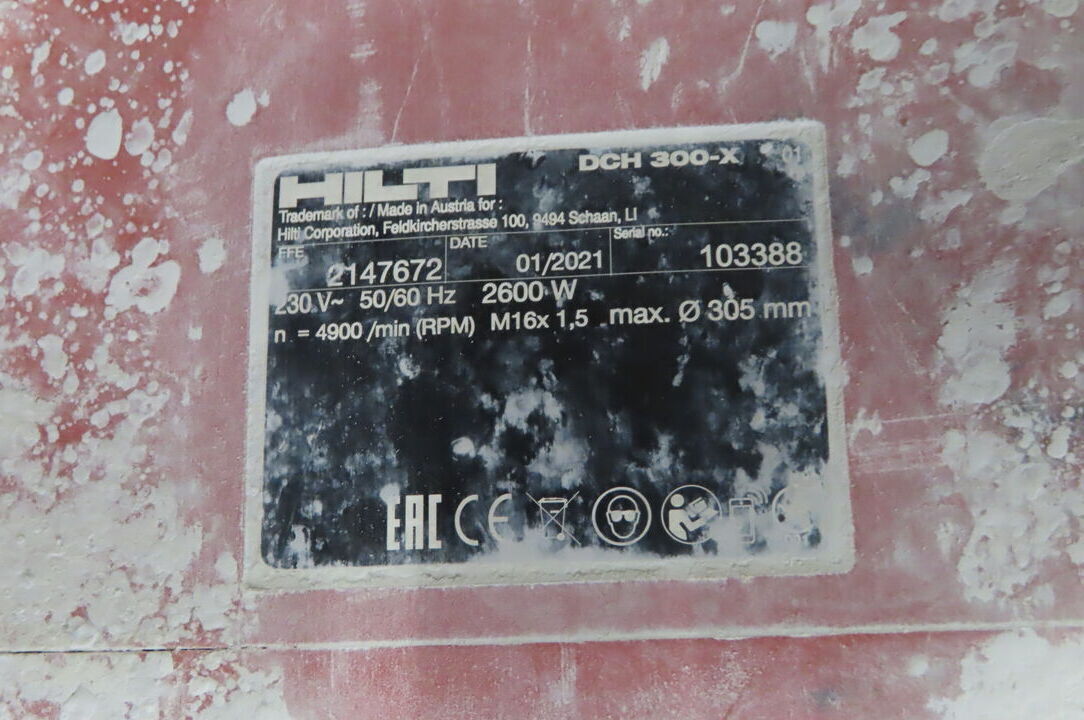 HILTI DCH 300-X 01
Trademark of : / Made in Austria for :
Hilti Corporation, Feldkircherstrasse 100, 9494 Schaan, LI
DATE Serial no.:
2147672 01/2021 103388
230 V~ 50/60 Hz 2600 W
n = 4900 /min (RPM) M16x 1,5 max. Ø 305 mm
EAC CE